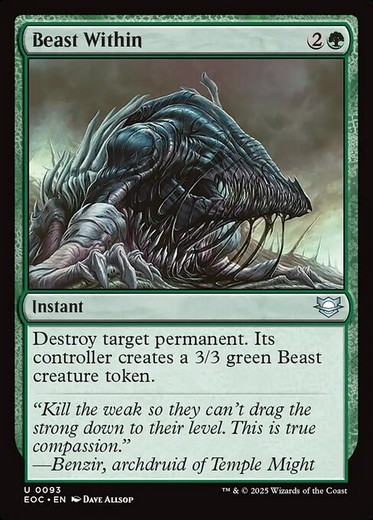 Beast Within 2
Instant
Destroy target permanent. Its
controller creates a 3/3 green Beast
creature token.
“Kill the weak so they can’t drag the
strong down to their level. This is true
compassion.”
—Benzir, archdruid of Temple Might
U 0093
EOC • EN Dave Allsop
™ & © 2025 Wizards of the Coast